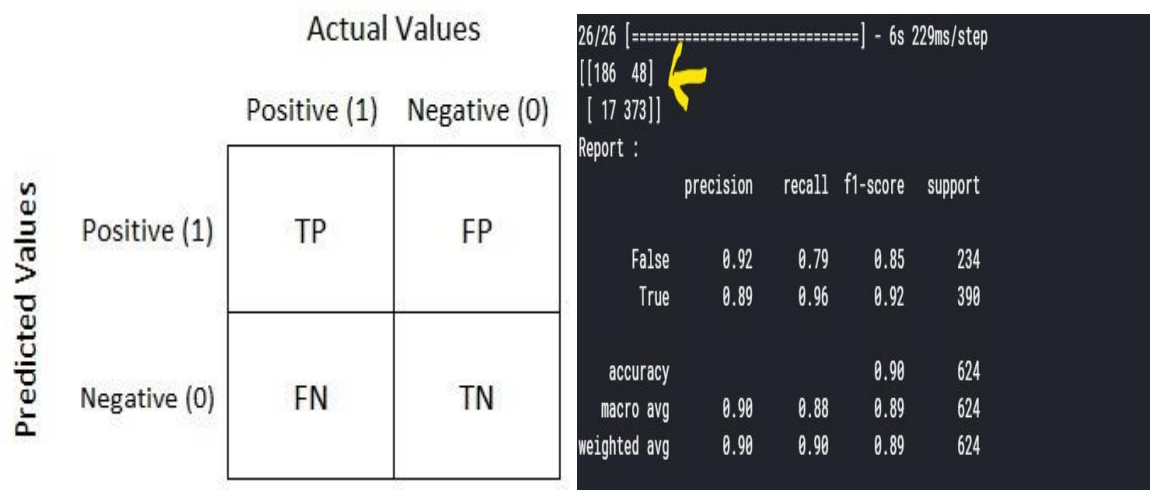 Actual Values
Positive (1) Negative (0)
Predicted Values
Positive (1) TP FP
Negative (0) FN TN
26/26 [==============================] - 6s 229ms/step
[[186 48]
[ 17 373]]
Report :
precision recall f1-score support
False 0.92 0.79 0.85 234
True 0.89 0.96 0.92 390
accuracy 0.90 624
macro avg 0.90 0.88 0.89 624
weighted avg 0.90 0.90 0.89 624